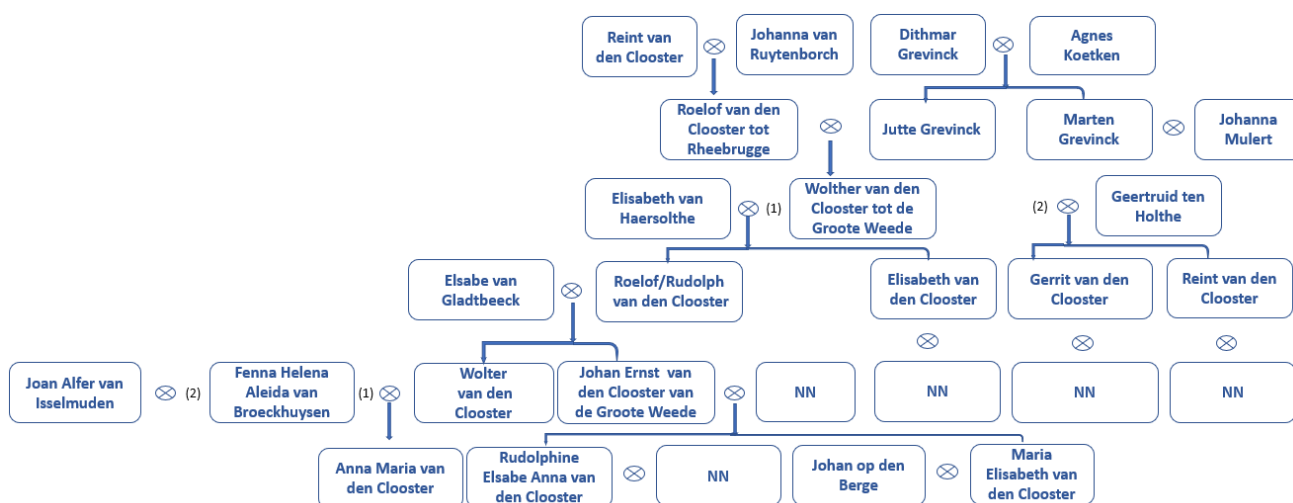 Reint van
den Clooster
Johanna van
Ruytenborch
Dithmar
Grevinck
Agnes
Koetken
Roelof van den
Clooster tot
Rheebrugge
Jutte Grevinck
Marten
Grevinck
Johanna
Mulert
Elisabeth van
Haersolthe
(1)
Wolther van den
Clooster tot de
Groote Weede
(2)
Geertruid ten
Holthe
Elsabe van
Gladtbeeck
Roelof/Rudolph
van den Clooster
Elisabeth van
den Clooster
Gerrit van den
Clooster
Reint van den
Clooster
Joan Alfer van
Isselmuden
(2)
Fenna Helena
Aleida van
Broeckhuysen
(1)
Wolter
van den
Clooster
Johan Ernst van
den Clooster van
de Groote Weede
NN
NN
NN
NN
Anna Maria van
den Clooster
Rudolphine
Elsabe Anna van
den Clooster
NN
Johan op den
Berge
Maria
Elisabeth van
den Clooster